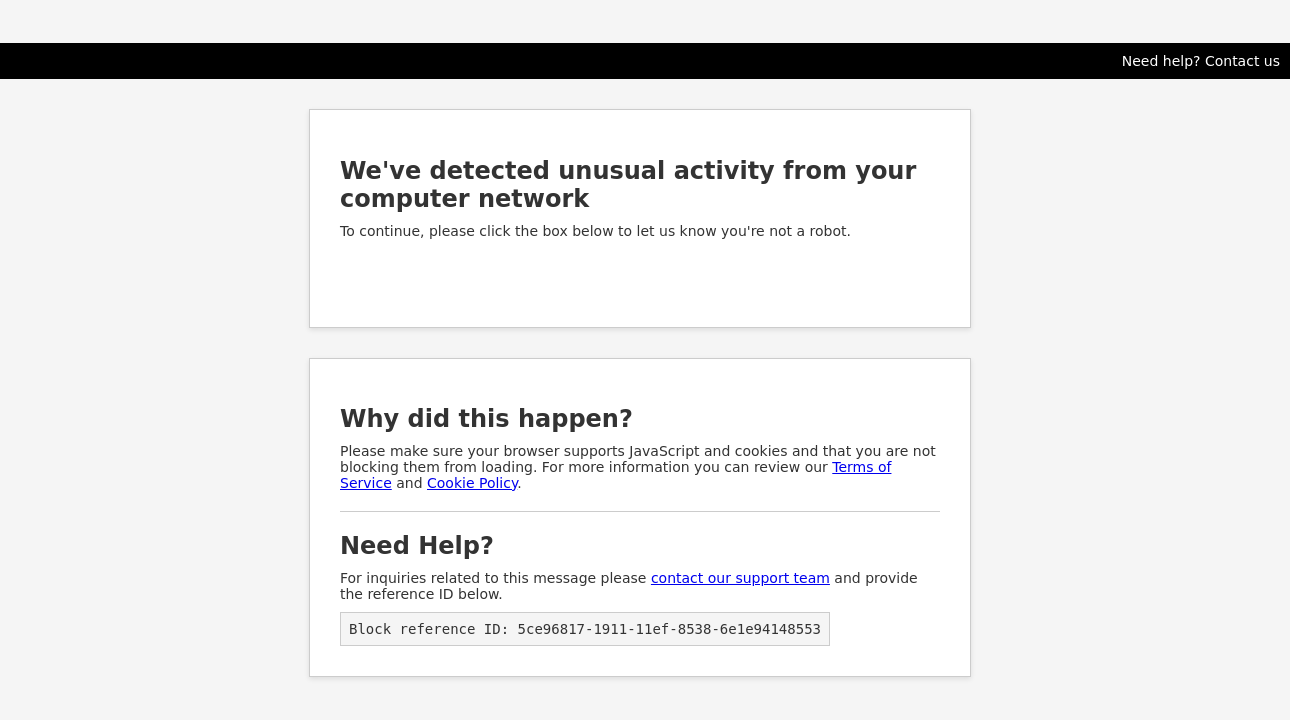 Need help? Contact us
We've detected unusual activity from your
computer network
To continue, please click the box below to let us know you're not a robot.
Why did this happen?
Please make sure your browser supports JavaScript and cookies and that you are not
blocking them from loading. For more information you can review our Terms of
Service and Cookie Policy.
Need Help?
For inquiries related to this message please contact our support team and provide
the reference ID below.
Block reference ID: 5ce96817-1911-11ef-8538-6e1e94148553